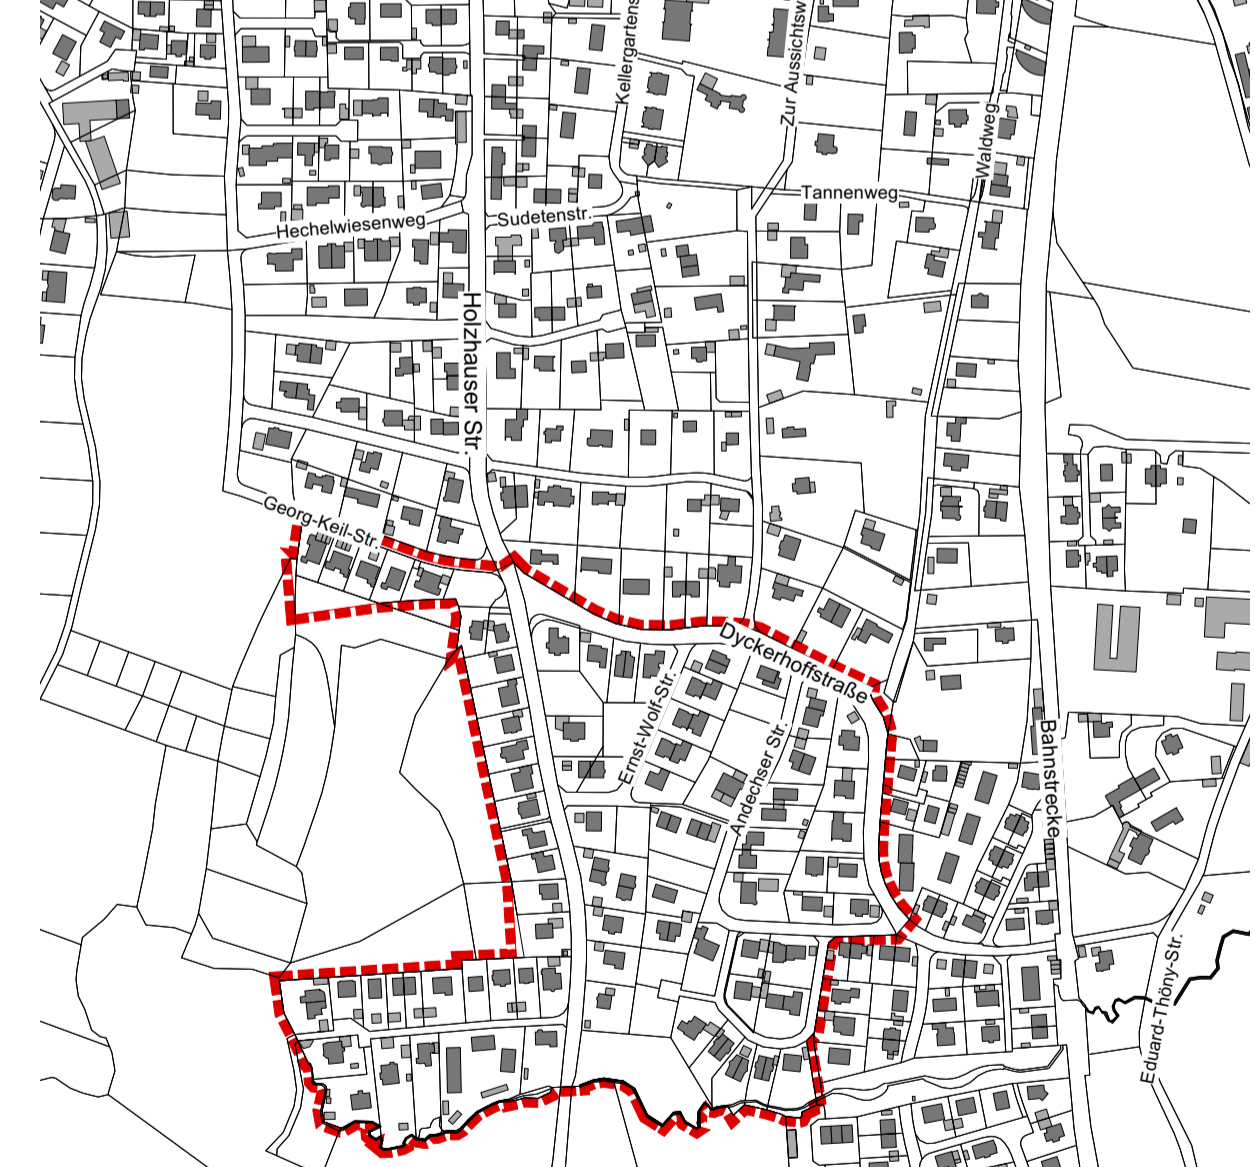 Kellergartens
Zur Aussichtsw
Waldweg
Tannenweg
Hechelwiesenweg
Sudetenstr.
Holzhauser Str.
Georg-Keil-Str.
Dyckerhoffstraße
Ernst-Wolf-Str.
Andechser Str.
Bahnstrecke
Eduard-Thöny-Str.